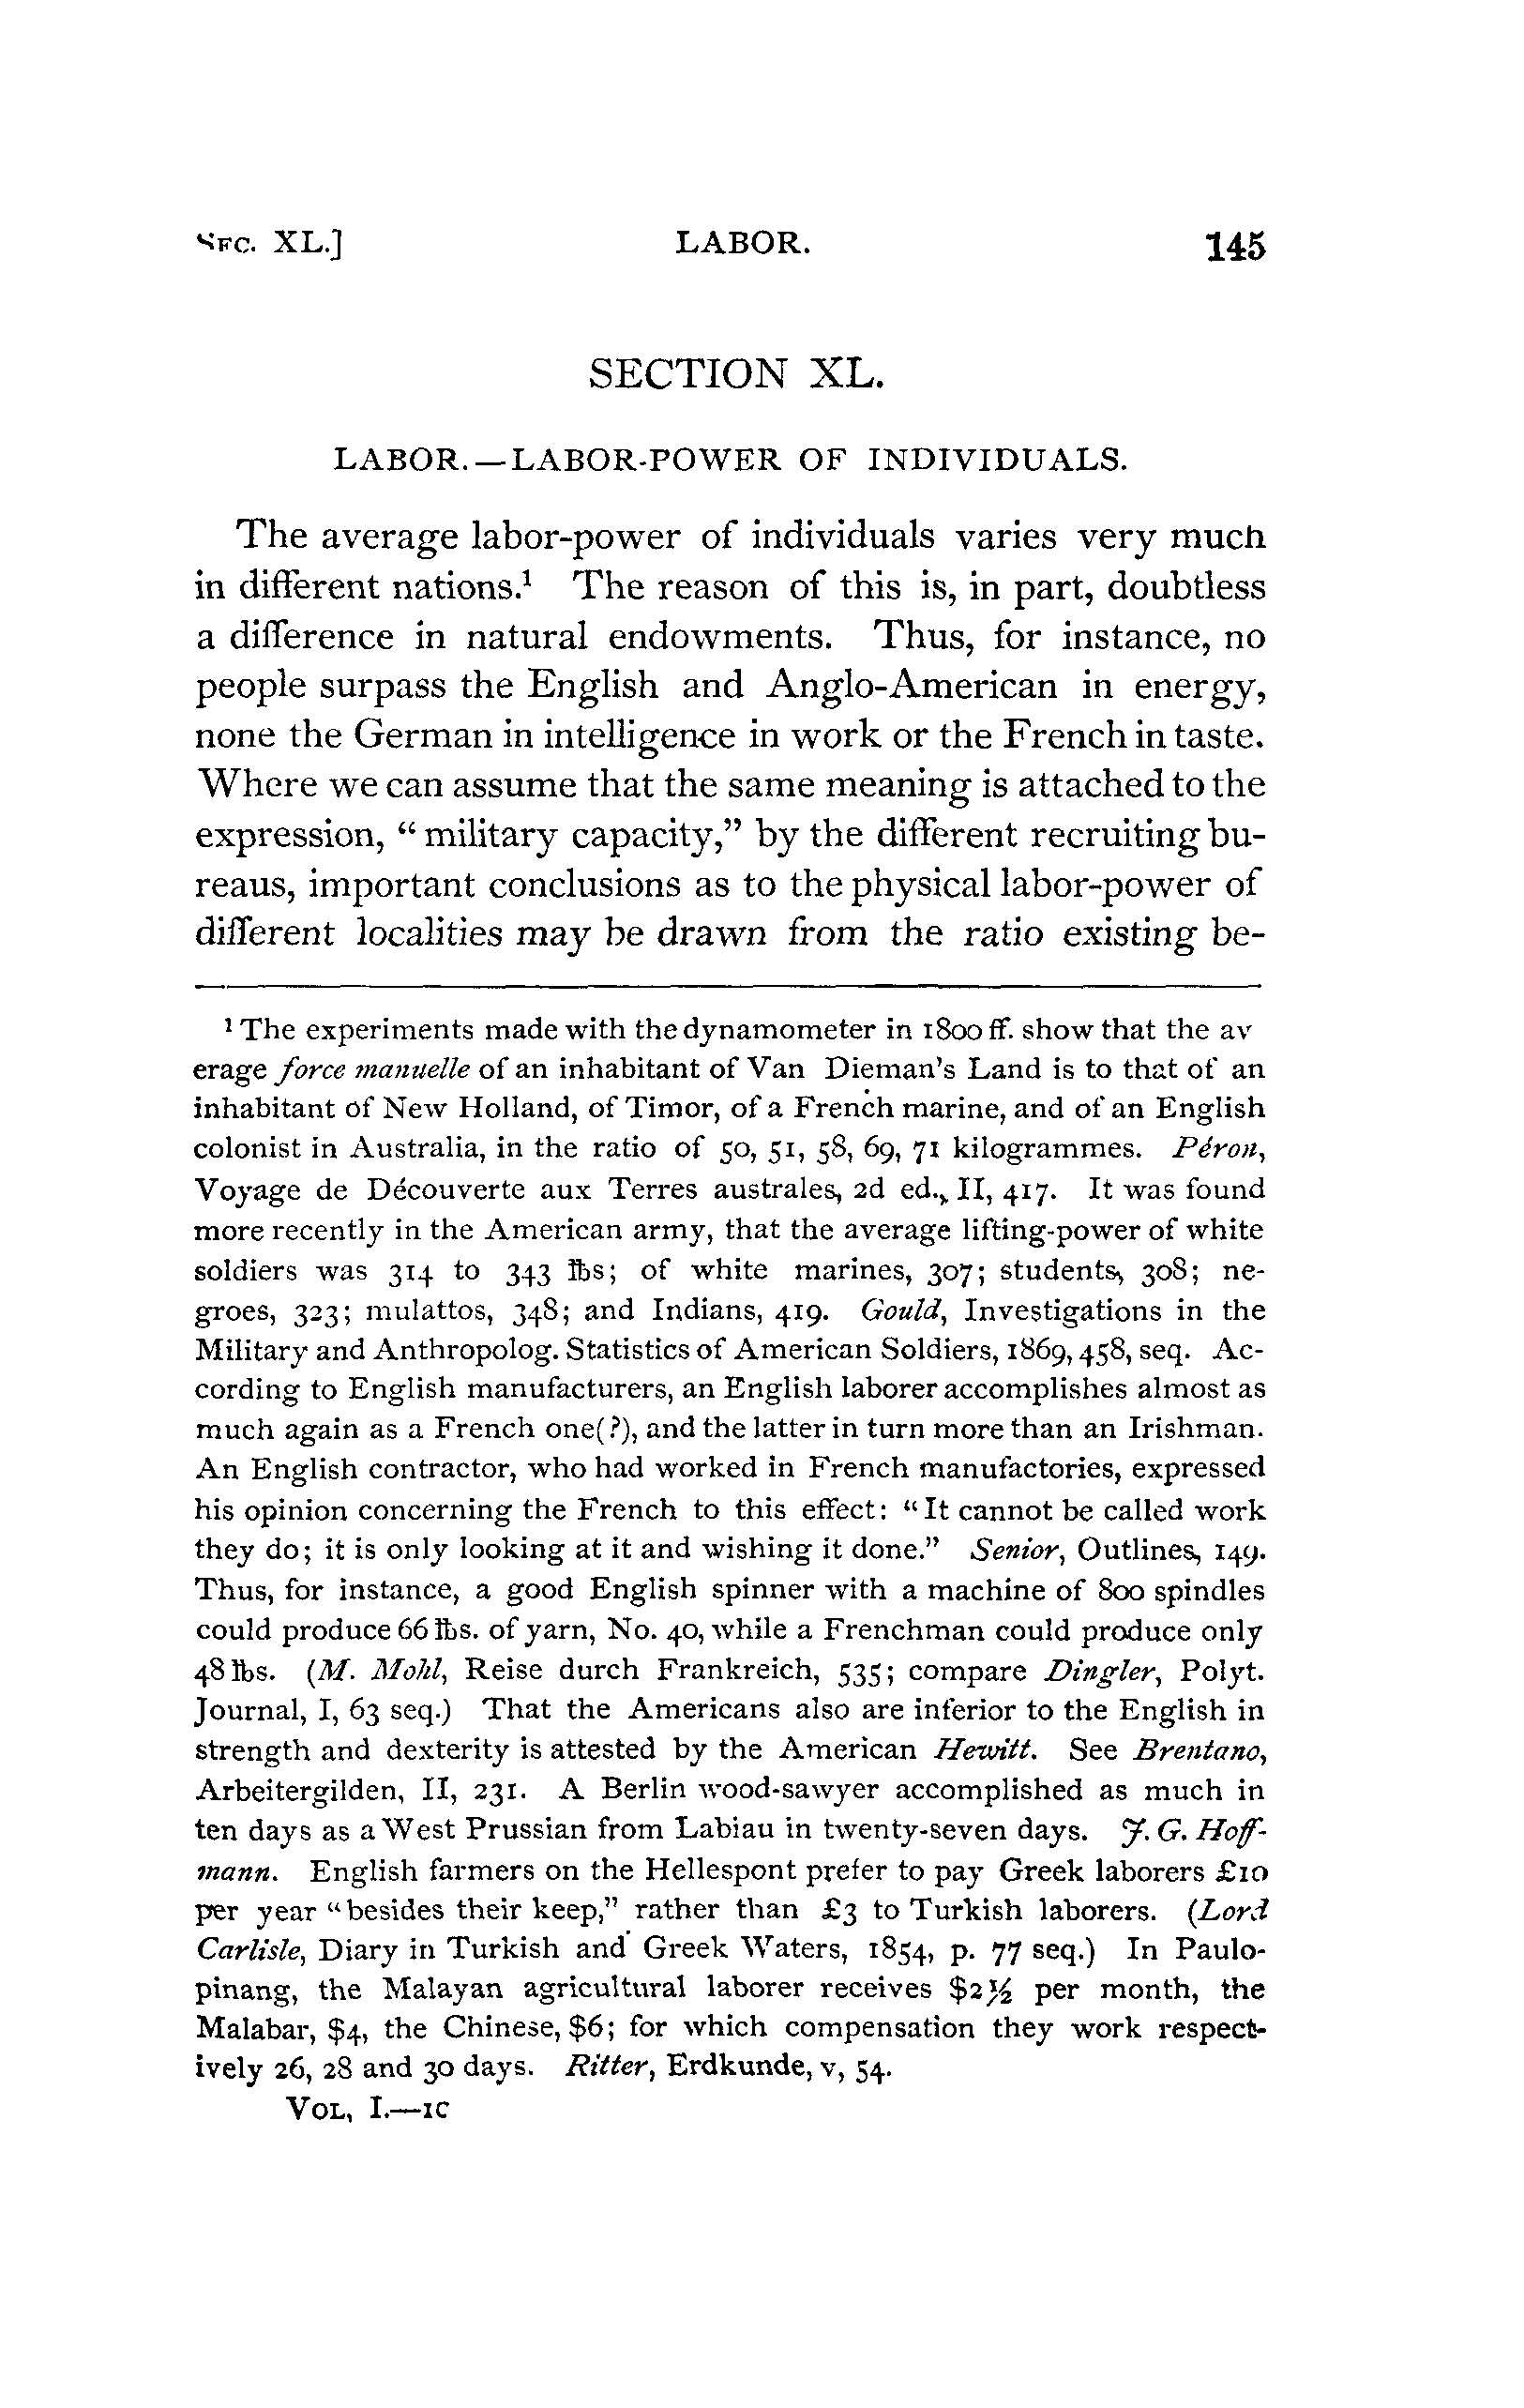 SEC. XL.] LABOR. 145
SECTION XL.
LABOR.—LABOR-POWER OF INDIVIDUALS.
The average labor-power of individuals varies very much
in different nations.¹ The reason of this is, in part, doubtless
a difference in natural endowments. Thus, for instance, no
people surpass the English and Anglo-American in energy,
none the German in intelligence in work or the French in taste.
Where we can assume that the same meaning is attached to the
expression, “military capacity,” by the different recruiting bu-
reaus, important conclusions as to the physical labor-power of
different localities may be drawn from the ratio existing be-
¹ The experiments made with the dynamometer in 1800 ff. show that the av
erage force manuelle of an inhabitant of Van Dieman's Land is to that of an
inhabitant of New Holland, of Timor, of a French marine, and of an English
colonist in Australia, in the ratio of 50, 51, 58, 69, 71 kilogrammes. Péron,
Voyage de Découverte aux Terres australes, 2d ed., II, 417. It was found
more recently in the American army, that the average lifting-power of white
soldiers was 314 to 343 ℔s; of white marines, 307; students, 308; ne-
groes, 323; mulattos, 348; and Indians, 419. Gould, Investigations in the
Military and Anthropolog. Statistics of American Soldiers, 1869, 458, seq. Ac-
cording to English manufacturers, an English laborer accomplishes almost as
much again as a French one(?), and the latter in turn more than an Irishman.
An English contractor, who had worked in French manufactories, expressed
his opinion concerning the French to this effect: “It cannot be called work
they do; it is only looking at it and wishing it done.” Senior, Outlines, 149.
Thus, for instance, a good English spinner with a machine of 800 spindles
could produce 66 ℔s. of yarn, No. 40, while a Frenchman could produce only
48 ℔s. (M. Mohl, Reise durch Frankreich, 535; compare Dingler, Polyt.
Journal, I, 63 seq.) That the Americans also are inferior to the English in
strength and dexterity is attested by the American Hewitt. See Brentano,
Arbeitergilden, II, 231. A Berlin wood-sawyer accomplished as much in
ten days as a West Prussian from Labiau in twenty-seven days. J. G. Hoff-
mann. English farmers on the Hellespont prefer to pay Greek laborers £10
per year “besides their keep,” rather than £3 to Turkish laborers. (Lord
Carlisle, Diary in Turkish and Greek Waters, 1854, p. 77 seq.) In Paulo-
pinang, the Malayan agricultural laborer receives $2½ per month, the
Malabar, $4, the Chinese, $6; for which compensation they work respect-
ively 26, 28 and 30 days. Ritter, Erdkunde, v, 54.
VOL, I.—1C